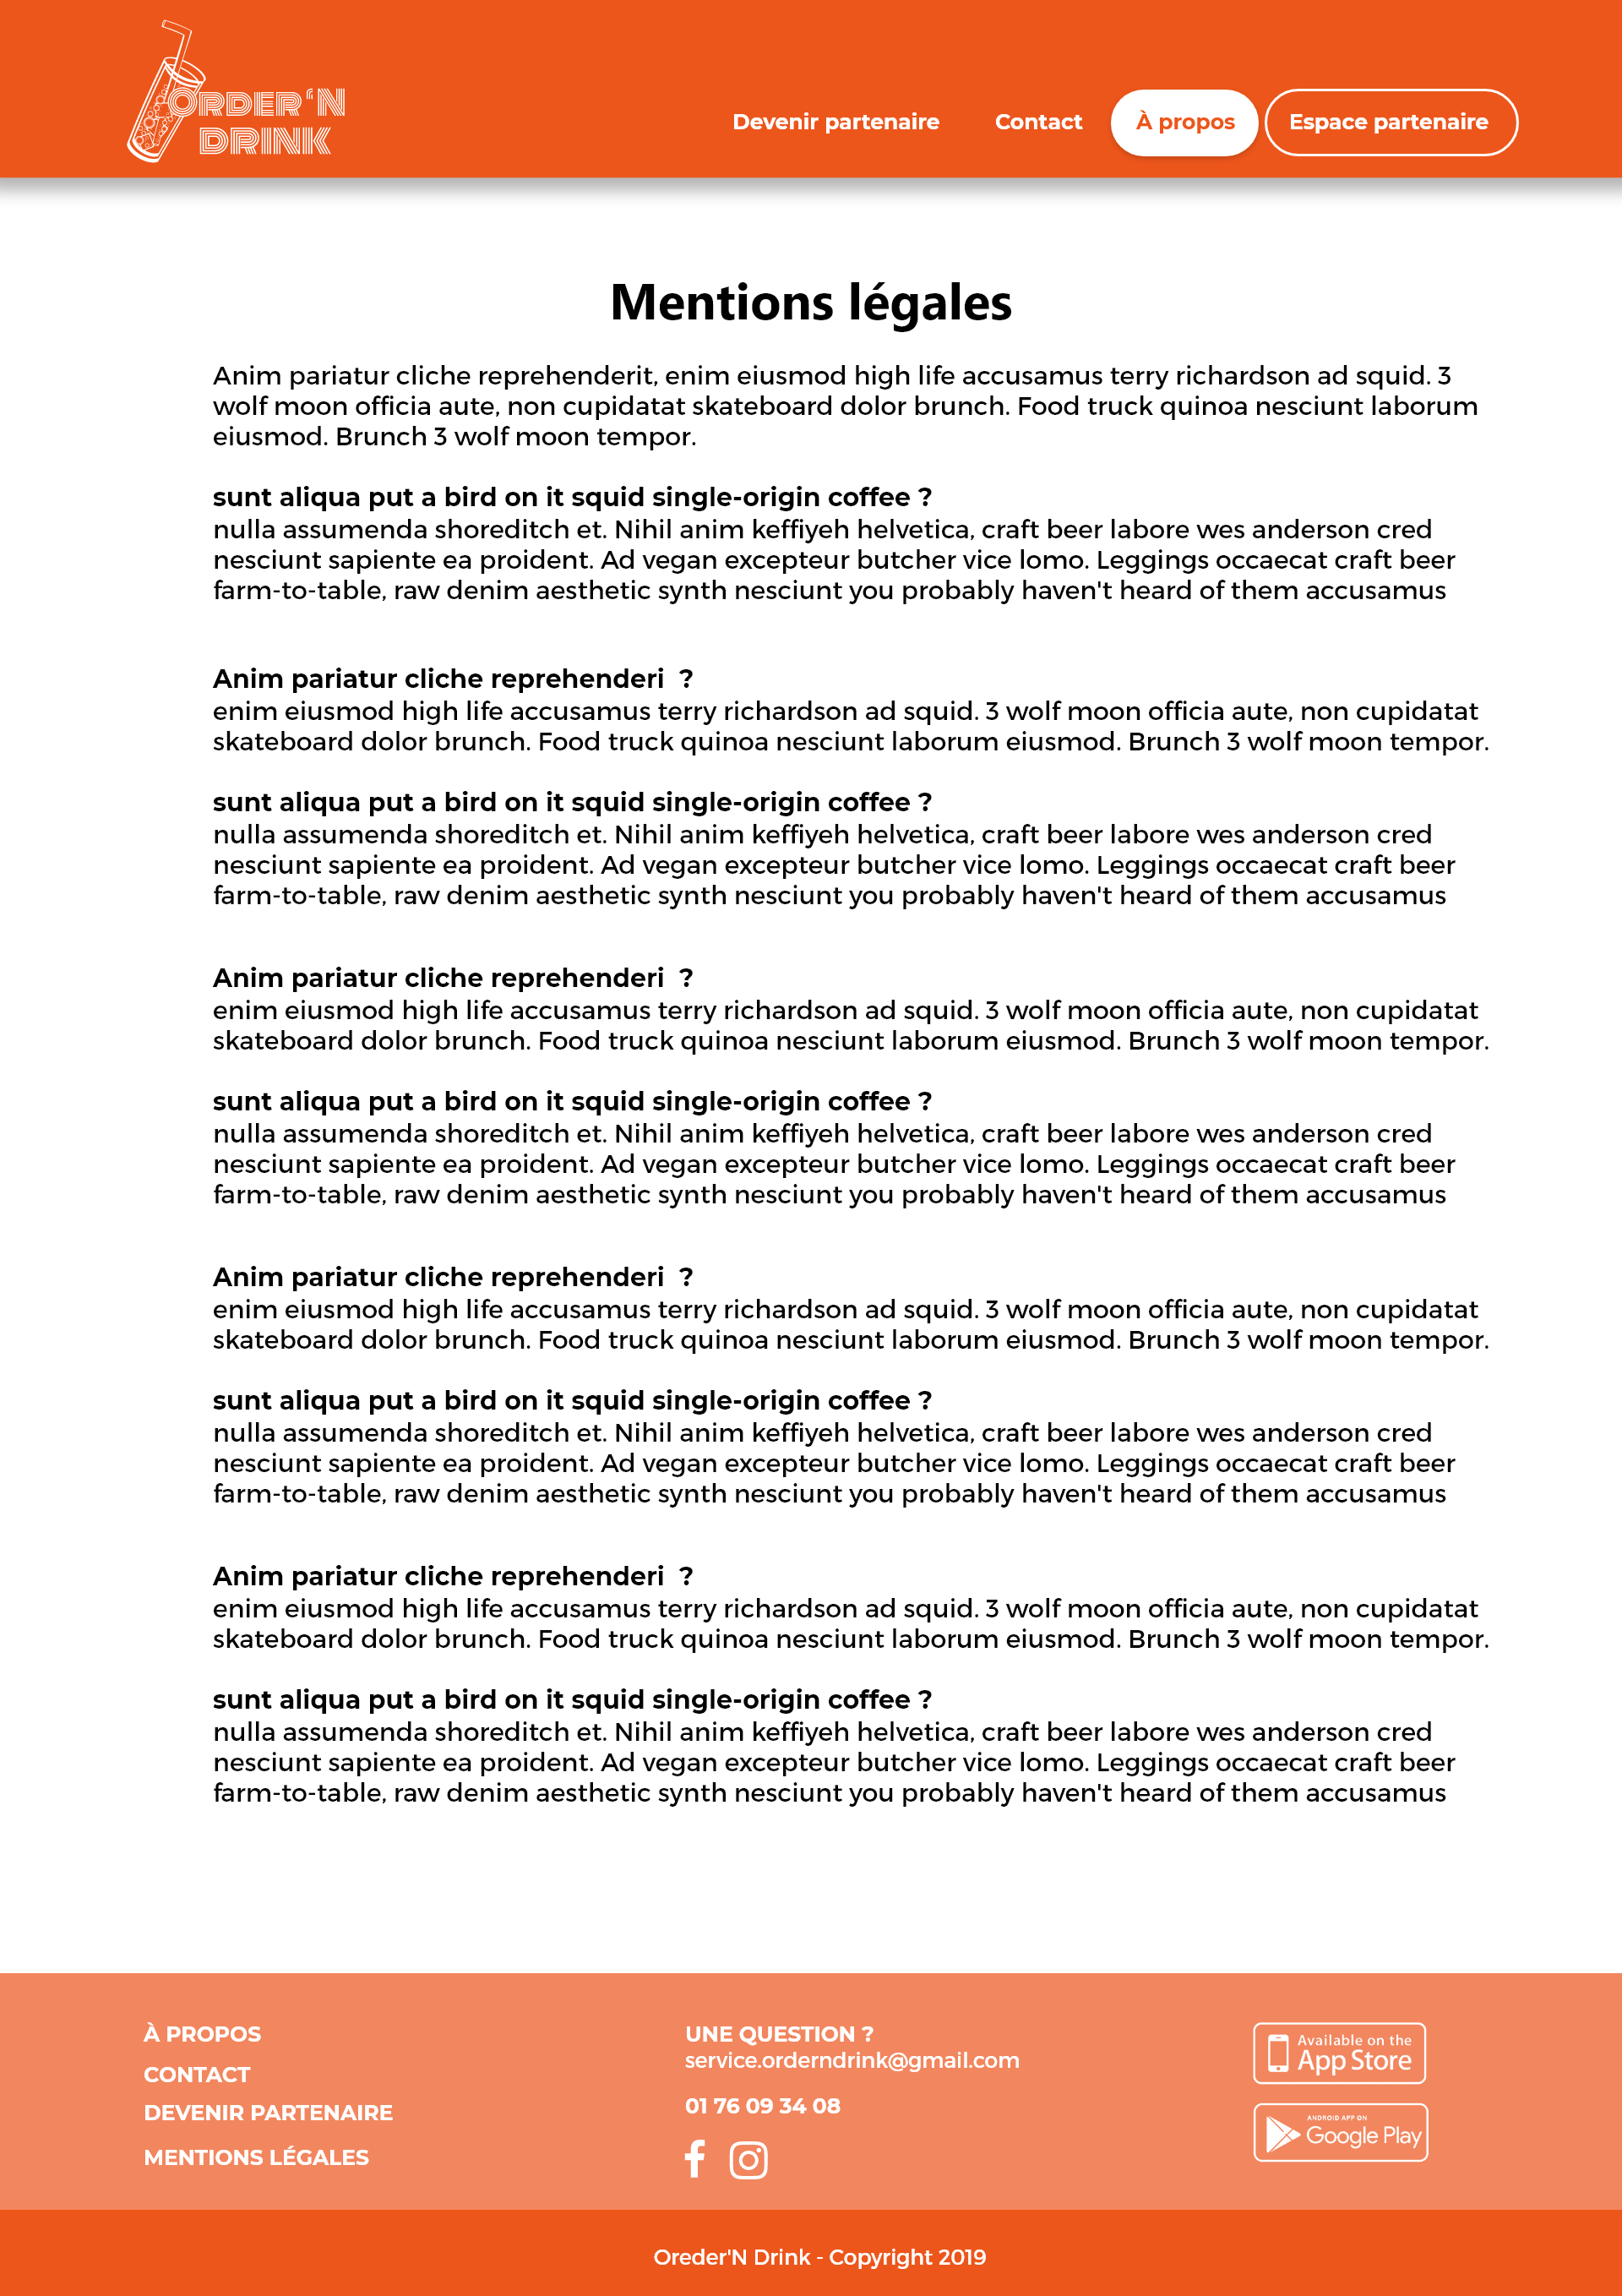 ORDER'N
DRINK
Devenir partenaire
Contact
À propos
Espace partenaire
Mentions légales
Anim pariatur cliche reprehenderit, enim eiusmod high life accusamus terry richardson ad squid. 3
wolf moon officia aute, non cupidatat skateboard dolor brunch. Food truck quinoa nesciunt laborum
eiusmod. Brunch 3 wolf moon tempor.
sunt aliqua put a bird on it squid single-origin coffee ?
nulla assumenda shoreditch et. Nihil anim keffiyeh helvetica, craft beer labore wes anderson cred
nesciunt sapiente ea proident. Ad vegan excepteur butcher vice lomo. Leggings occaecat craft beer
farm-to-table, raw denim aesthetic synth nesciunt you probably haven't heard of them accusamus
Anim pariatur cliche reprehenderi  ?
enim eiusmod high life accusamus terry richardson ad squid. 3 wolf moon officia aute, non cupidatat
skateboard dolor brunch. Food truck quinoa nesciunt laborum eiusmod. Brunch 3 wolf moon tempor.
sunt aliqua put a bird on it squid single-origin coffee ?
nulla assumenda shoreditch et. Nihil anim keffiyeh helvetica, craft beer labore wes anderson cred
nesciunt sapiente ea proident. Ad vegan excepteur butcher vice lomo. Leggings occaecat craft beer
farm-to-table, raw denim aesthetic synth nesciunt you probably haven't heard of them accusamus
Anim pariatur cliche reprehenderi  ?
enim eiusmod high life accusamus terry richardson ad squid. 3 wolf moon officia aute, non cupidatat
skateboard dolor brunch. Food truck quinoa nesciunt laborum eiusmod. Brunch 3 wolf moon tempor.
sunt aliqua put a bird on it squid single-origin coffee ?
nulla assumenda shoreditch et. Nihil anim keffiyeh helvetica, craft beer labore wes anderson cred
nesciunt sapiente ea proident. Ad vegan excepteur butcher vice lomo. Leggings occaecat craft beer
farm-to-table, raw denim aesthetic synth nesciunt you probably haven't heard of them accusamus
Anim pariatur cliche reprehenderi  ?
enim eiusmod high life accusamus terry richardson ad squid. 3 wolf moon officia aute, non cupidatat
skateboard dolor brunch. Food truck quinoa nesciunt laborum eiusmod. Brunch 3 wolf moon tempor.
sunt aliqua put a bird on it squid single-origin coffee ?
nulla assumenda shoreditch et. Nihil anim keffiyeh helvetica, craft beer labore wes anderson cred
nesciunt sapiente ea proident. Ad vegan excepteur butcher vice lomo. Leggings occaecat craft beer
farm-to-table, raw denim aesthetic synth nesciunt you probably haven't heard of them accusamus
Anim pariatur cliche reprehenderi  ?
enim eiusmod high life accusamus terry richardson ad squid. 3 wolf moon officia aute, non cupidatat
skateboard dolor brunch. Food truck quinoa nesciunt laborum eiusmod. Brunch 3 wolf moon tempor.
sunt aliqua put a bird on it squid single-origin coffee ?
nulla assumenda shoreditch et. Nihil anim keffiyeh helvetica, craft beer labore wes anderson cred
nesciunt sapiente ea proident. Ad vegan excepteur butcher vice lomo. Leggings occaecat craft beer
farm-to-table, raw denim aesthetic synth nesciunt you probably haven't heard of them accusamus
À PROPOS
CONTACT
DEVENIR PARTENAIRE
MENTIONS LÉGALES
UNE QUESTION ?
service.orderndrink@gmail.com
01 76 09 34 08
Available on the
App Store
ANDROID APP ON
Google Play
Oreder'N Drink - Copyright 2019